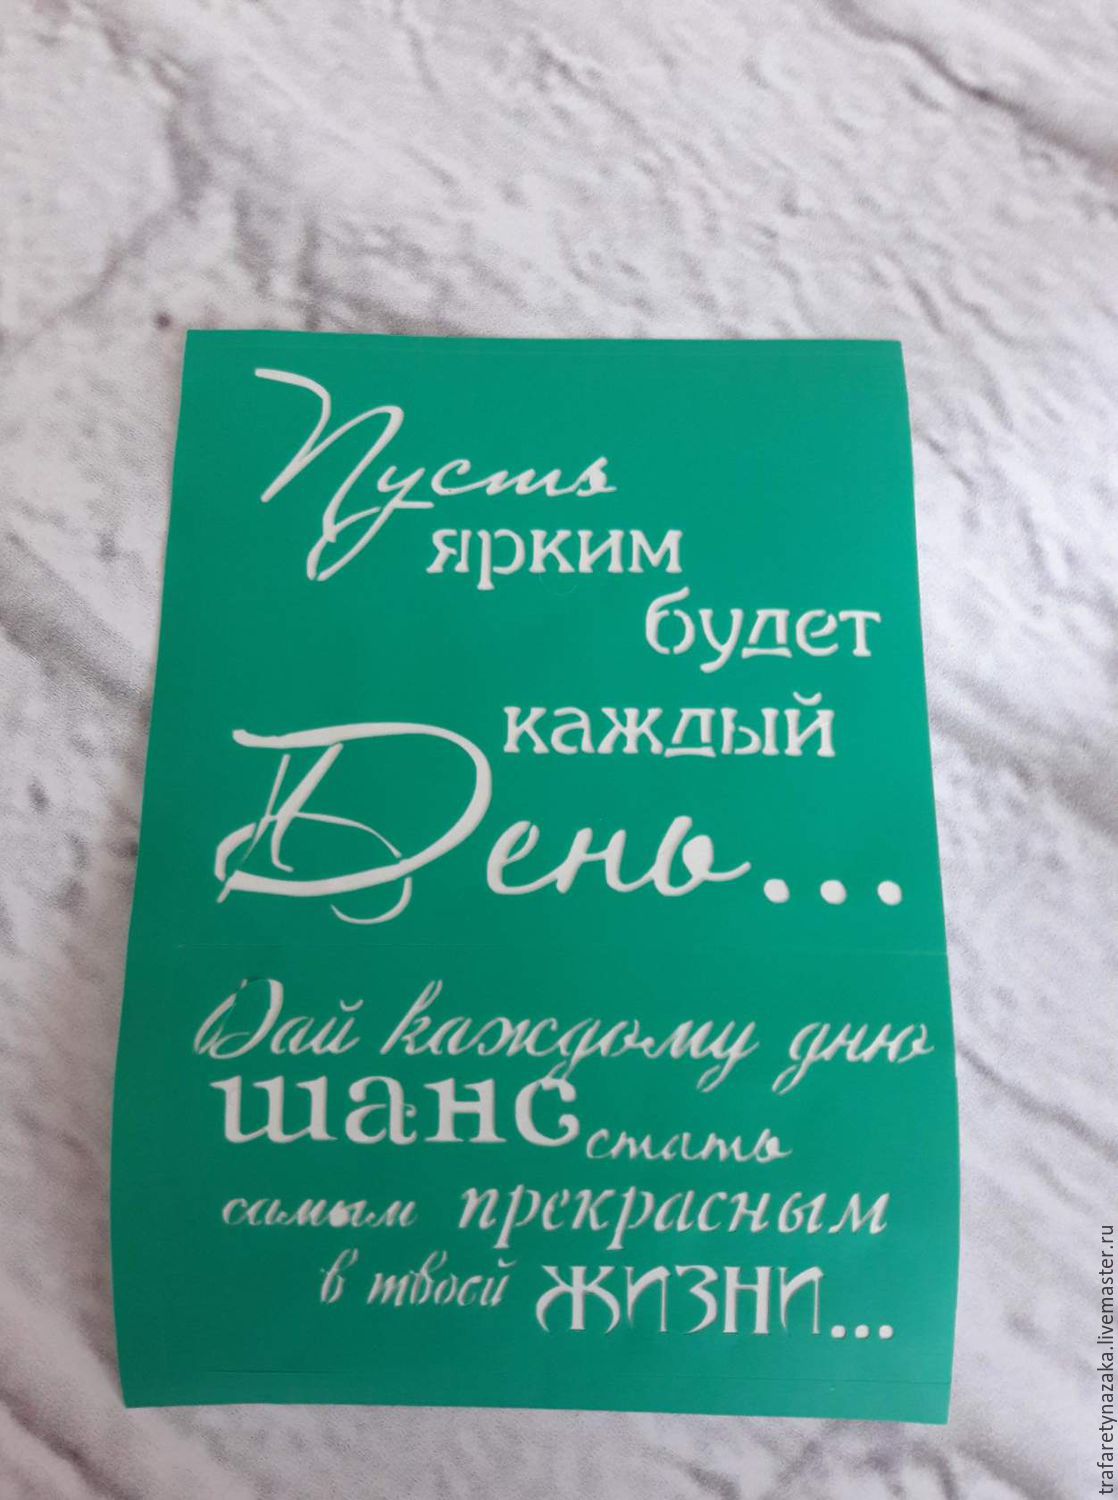 Пусть
ярким
будет
каждый
День...
Дай каждому дню
шанс стать
самым прекрасным
в твоей жизни...
trafaretynazaka.livemaster.ru